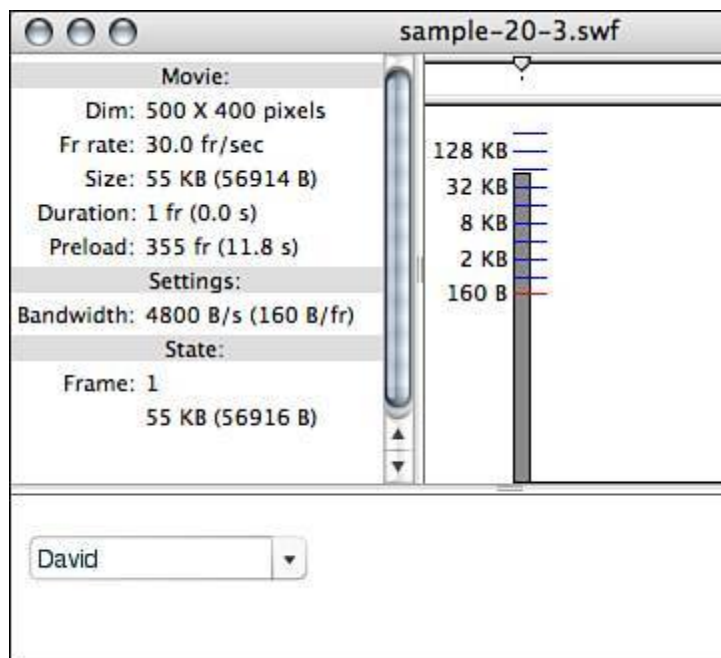 sample-20-3.swf
Movie:
Dim: 500 X 400 pixels
Fr rate: 30.0 fr/sec
Size: 55 KB (56914 B)
Duration: 1 fr (0.0 s)
Preload: 355 fr (11.8 s)
Settings:
Bandwidth: 4800 B/s (160 B/fr)
State:
Frame: 1
55 KB (56916 B)
128 KB
32 KB
8 KB
2 KB
160 B
David